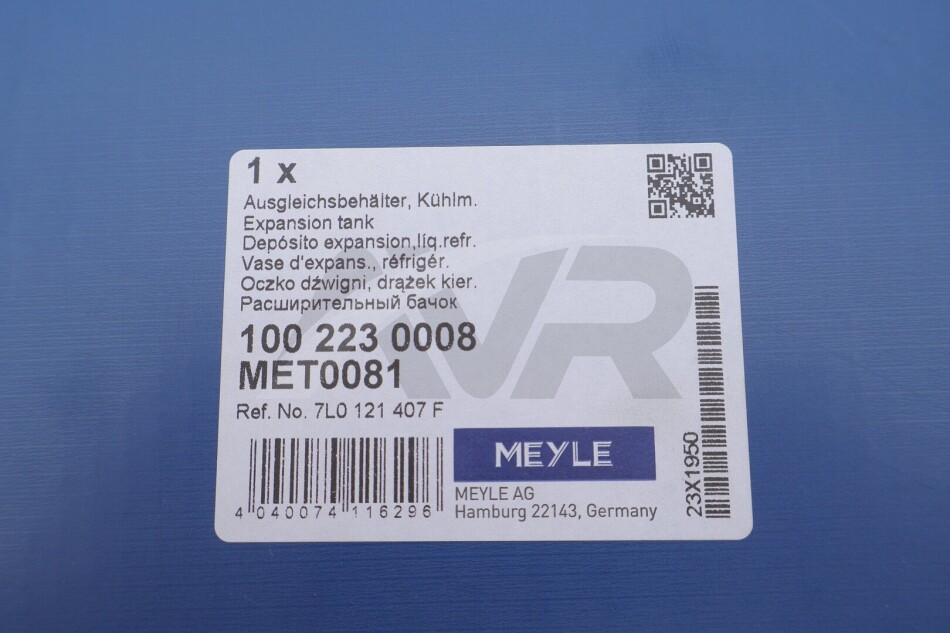 1 x
Ausgleichsbehälter, Kühlm.
Expansion tank
Depósito expansion,líq.refr.
Vase d'expans., réfrigér.
Oczko dźwigni, drążek kier.
Расширительный бачок
100 223 0008
MET0081
Ref. No. 7L0 121 407 F
4 040074 116296
MEYLE
MEYLE AG
Hamburg 22143, Germany
23X1950
AVR